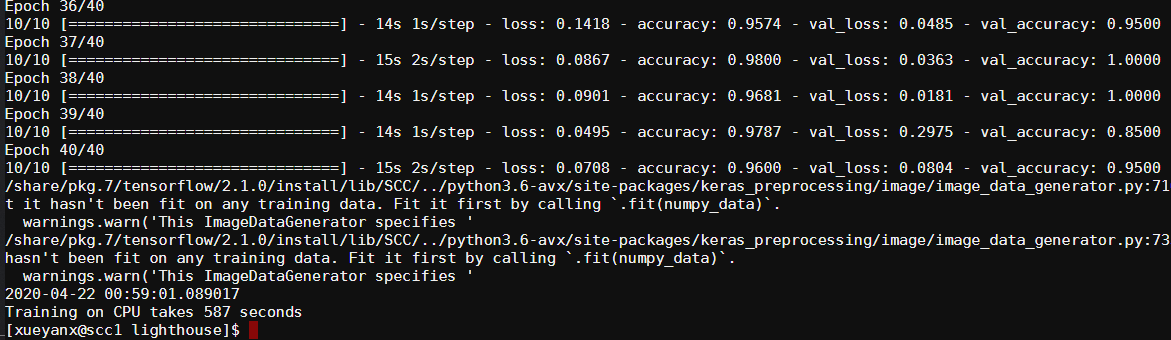 Epoch 36/40
10/10 [==============================] - 14s 1s/step - loss: 0.1418 - accuracy: 0.9574 - val_loss: 0.0485 - val_accuracy: 0.9500
Epoch 37/40
10/10 [==============================] - 15s 2s/step - loss: 0.0867 - accuracy: 0.9800 - val_loss: 0.0363 - val_accuracy: 1.0000
Epoch 38/40
10/10 [==============================] - 14s 1s/step - loss: 0.0901 - accuracy: 0.9681 - val_loss: 0.0181 - val_accuracy: 1.0000
Epoch 39/40
10/10 [==============================] - 14s 1s/step - loss: 0.0495 - accuracy: 0.9787 - val_loss: 0.2975 - val_accuracy: 0.8500
Epoch 40/40
10/10 [==============================] - 15s 2s/step - loss: 0.0708 - accuracy: 0.9600 - val_loss: 0.0804 - val_accuracy: 0.9500
/share/pkg.7/tensorflow/2.1.0/install/lib/SCC/../python3.6-avx/site-packages/keras_preprocessing/image/image_data_generator.py:71
t it hasn't been fit on any training data. Fit it first by calling `.fit(numpy_data)`.
  warnings.warn('This ImageDataGenerator specifies '
/share/pkg.7/tensorflow/2.1.0/install/lib/SCC/../python3.6-avx/site-packages/keras_preprocessing/image/image_data_generator.py:73
hasn't been fit on any training data. Fit it first by calling `.fit(numpy_data)`.
  warnings.warn('This ImageDataGenerator specifies '
2020-04-22 00:59:01.089017
Training on CPU takes 587 seconds
[xueyanx@scc1 lighthouse]$